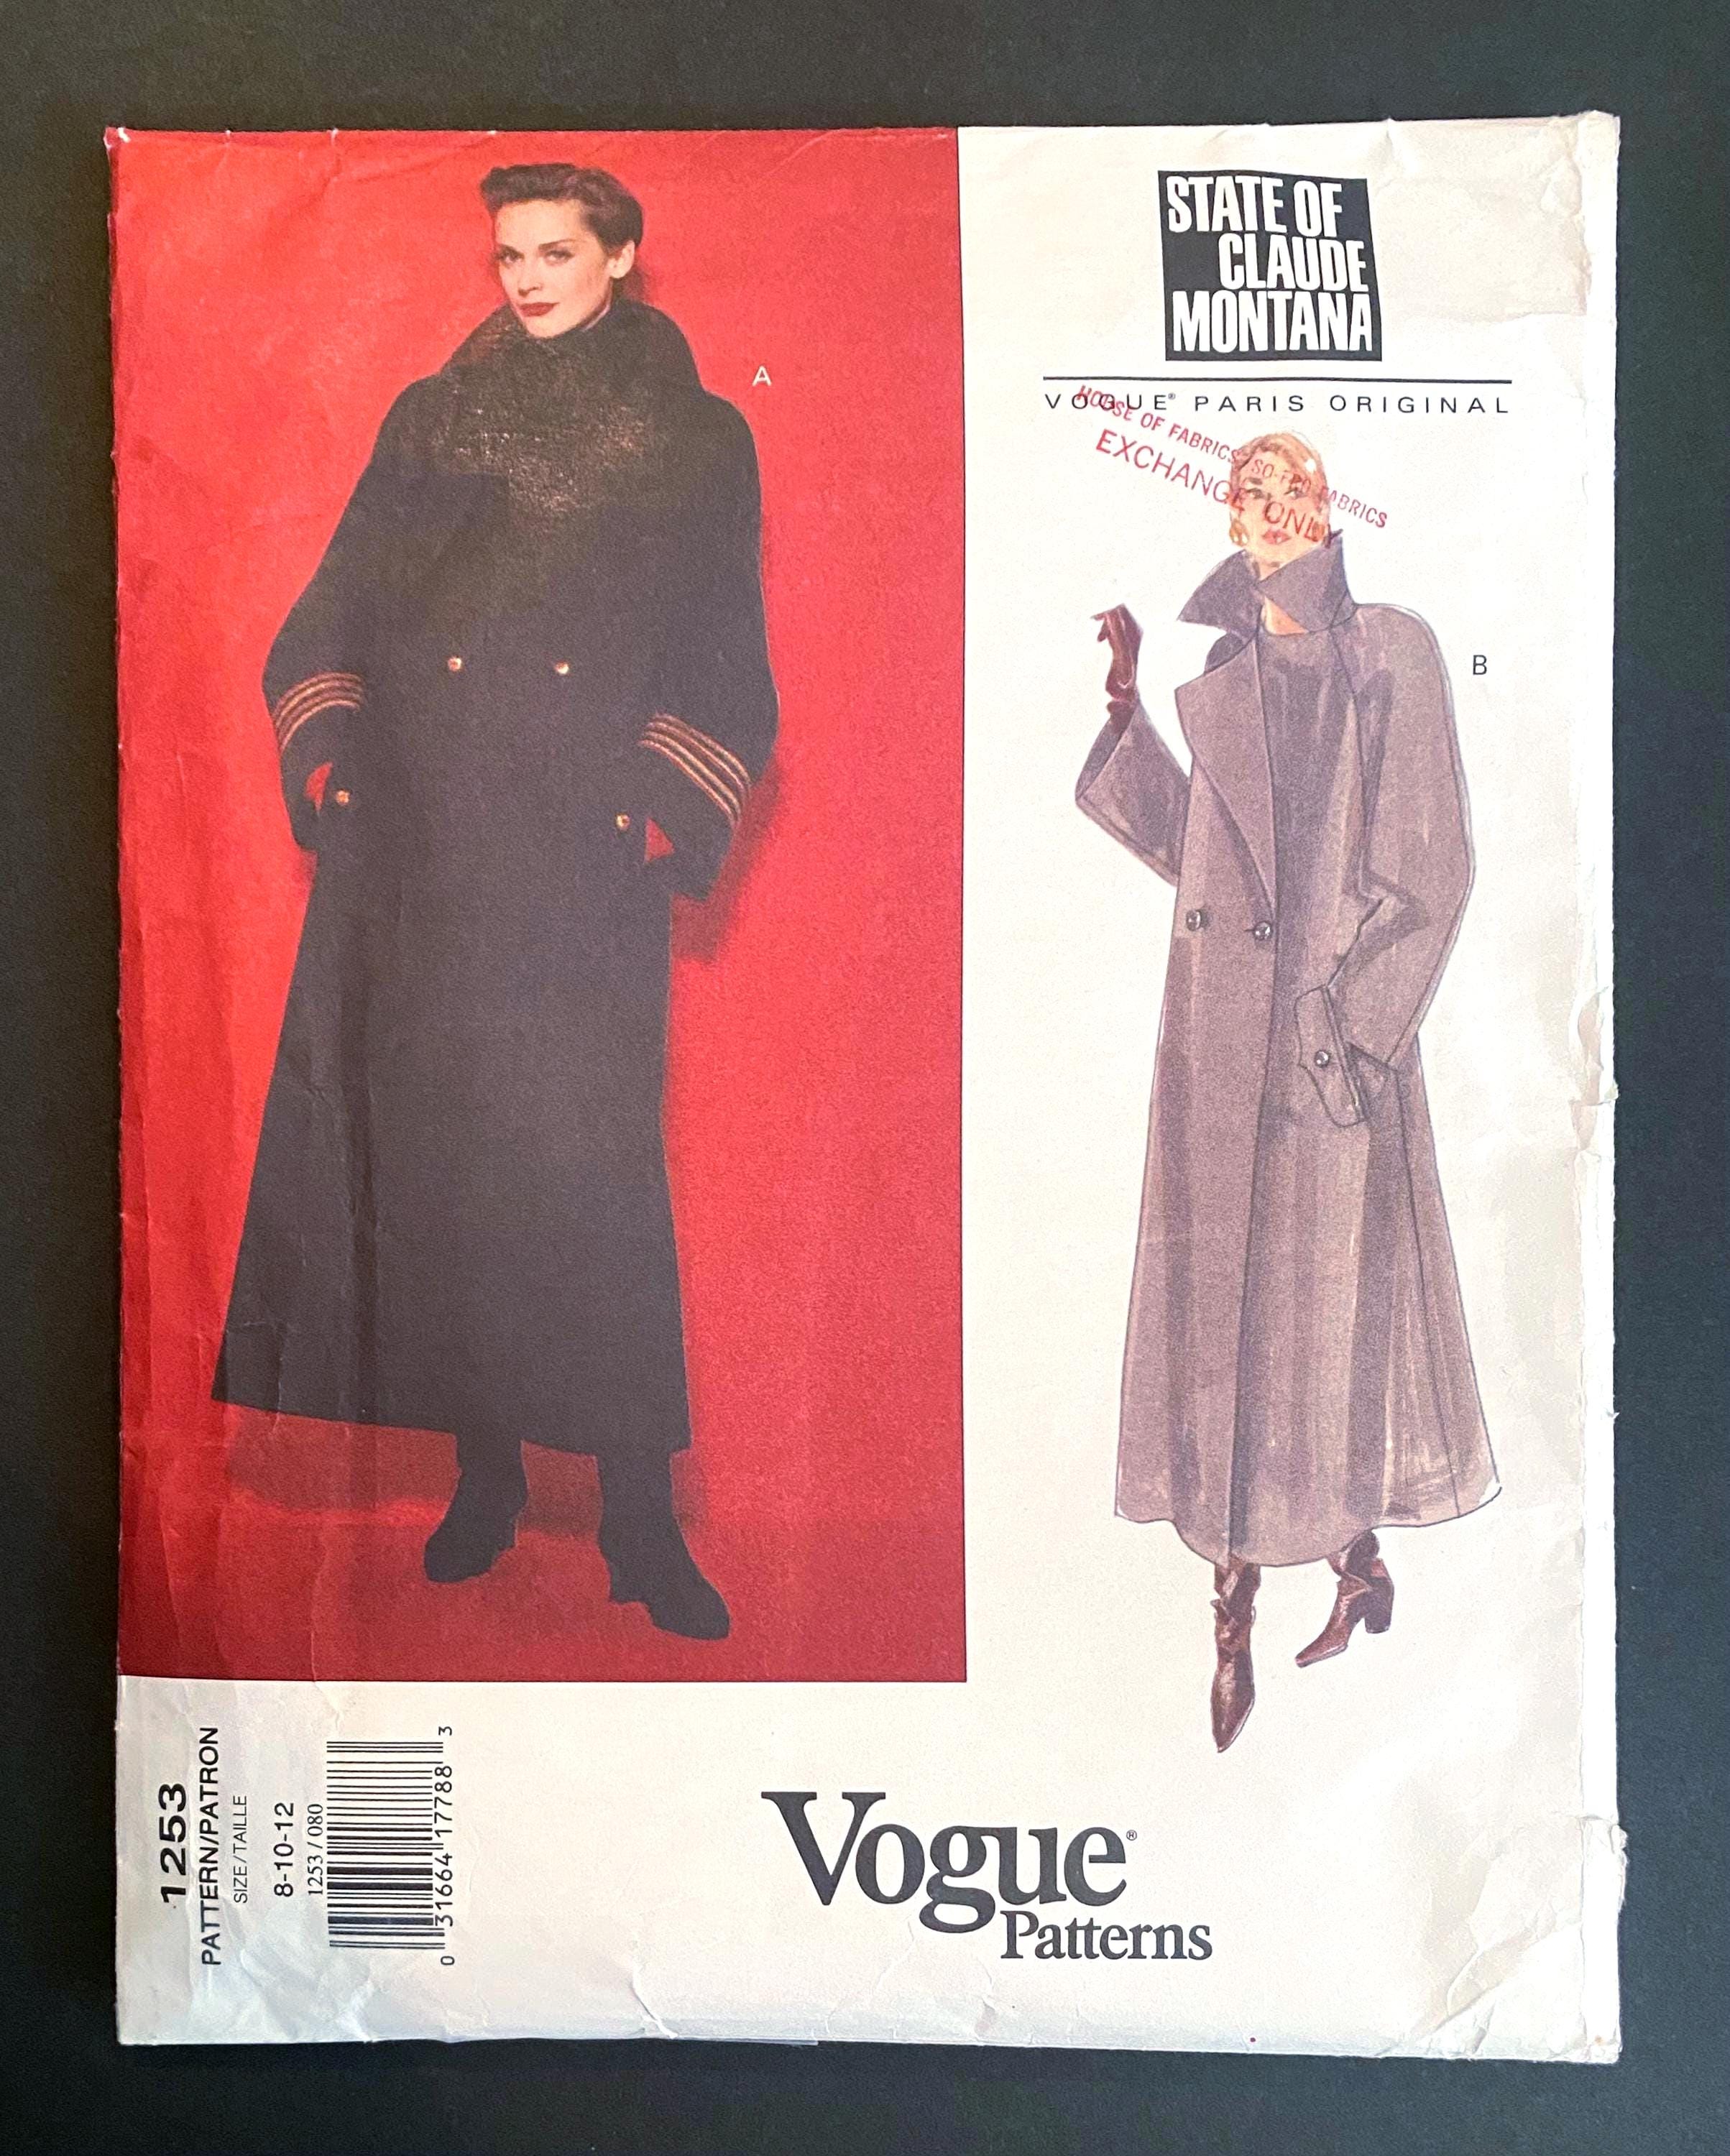 STATE OF
CLAUDE
MONTANA
VOGUE® PARIS ORIGINAL
HOUSE OF FABRICS/SO-FRO FABRICS
EXCHANGE ONLY
A
B
1253
PATTERN/PATRON
SIZE/TAILLE
8-10-12
1253 / 080
0 31664 17788 3
Vogue®
Patterns